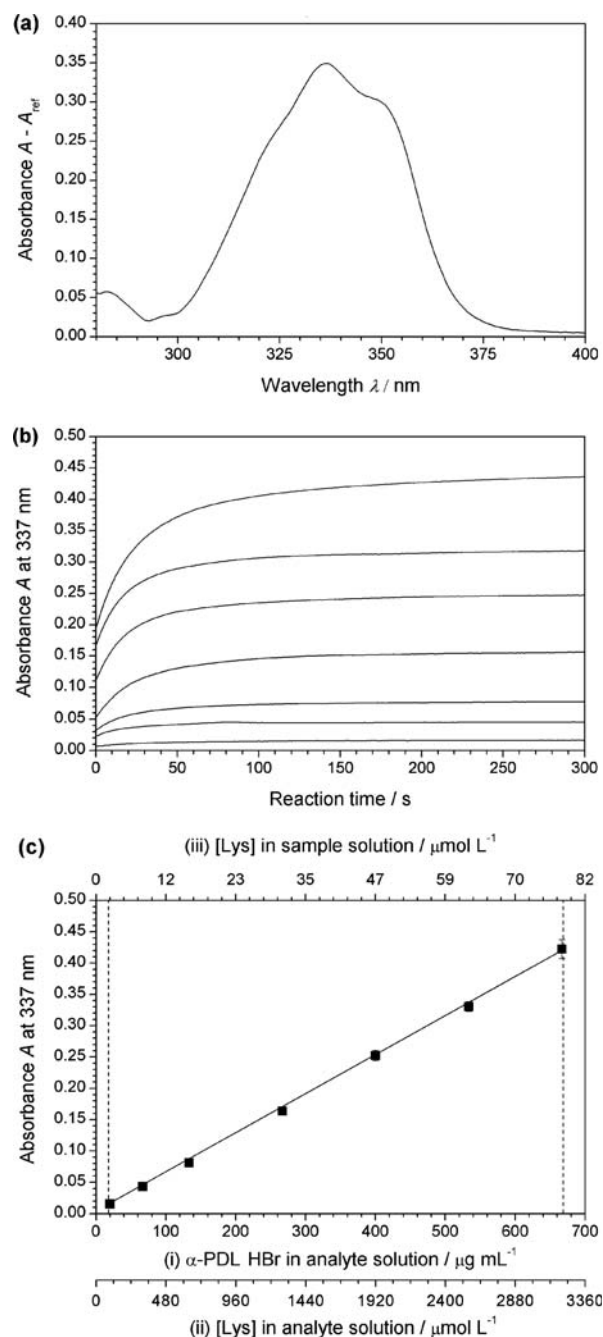 (a)
0.40
0.35
0.30
0.25
0.20
0.15
0.10
0.05
0.00
Absorbance A - A_ref
300 325 350 375 400
Wavelength λ / nm
(b)
0.50
0.45
0.40
0.35
0.30
0.25
0.20
0.15
0.10
0.05
0.00
Absorbance A at 337 nm
0 50 100 150 200 250 300
Reaction time / s
(c)
(iii) [Lys] in sample solution / μmol L⁻¹
2 8 16 23 31 35 47 63 70 78 82
0.50
0.45
0.40
0.35
0.30
0.25
0.20
0.15
0.10
0.05
0.00
Absorbance A at 337 nm
0 100 200 300 400 500 600 700
(i) α-PDL HBr in analyte solution / μg mL⁻¹
0 480 960 1440 1920 2400 2880 3360
(ii) [Lys] in analyte solution / μmol L⁻¹